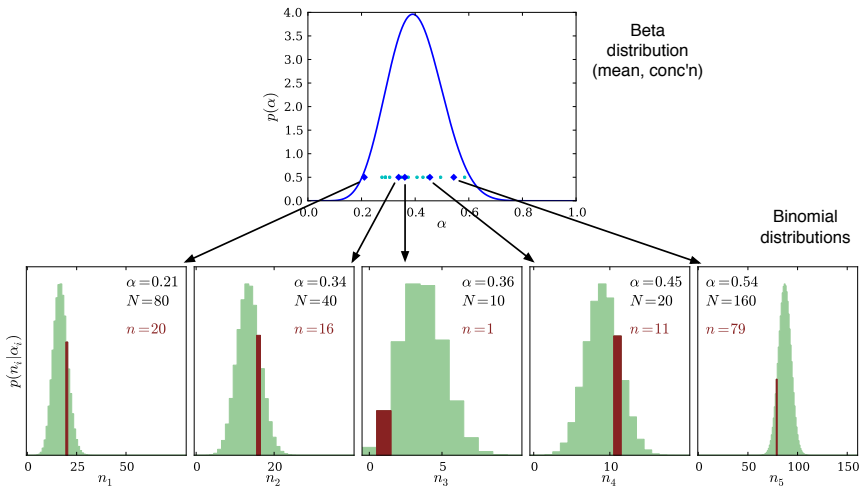 4.0
3.5
3.0
2.5
2.0
1.5
1.0
0.5
0.0
p(α)
0.0 0.2 0.4 0.6 0.8 1.0
α
Beta
distribution
(mean, conc'n)
Binomial
distributions
p(n_i|α_i)
α=0.21
N=80
n=20
0 25 50
n₁
α=0.34
N=40
n=16
0 20
n₂
α=0.36
N=10
n=1
0 5
n₃
α=0.45
N=20
n=11
0 10
n₄
α=0.54
N=160
n=79
0 50 100 150
n₅